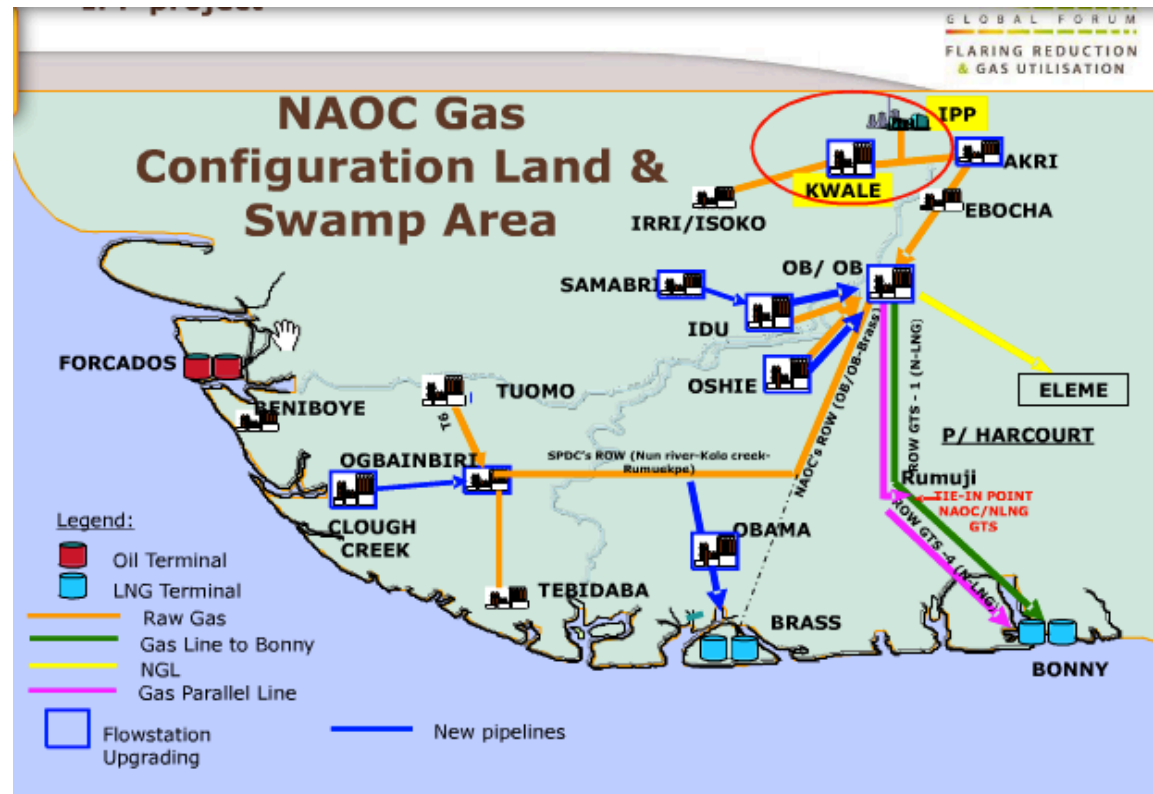 IPP project
GLOBAL FORUM
FLARING REDUCTION
& GAS UTILISATION
NAOC Gas
Configuration Land &
Swamp Area
IPP
AKRI
KWALE
EBOCHA
IRRI/ISOKO
OB/ OB
SAMABRI
IDU
FORCADOS
OSHIE
TUOMO
ELEME
BENIBOYE
P/ HARCOURT
ROW GTS - 1 (N-LNG)
NAOC's ROW (OB/OB-Brass)
SPDC's ROW (Nun river-Kolo creek-
Rumuekpe)
OGBAINBIRI
Rumuji
TIE-IN POINT
NAOC/NLNG
GTS
ROW GTS -4 (N-LNG)
CLOUGH
CREEK
OBAMA
TEBIDABA
BRASS
BONNY
Legend:
Oil Terminal
LNG Terminal
Raw Gas
Gas Line to Bonny
NGL
Gas Parallel Line
Flowstation
Upgrading
New pipelines